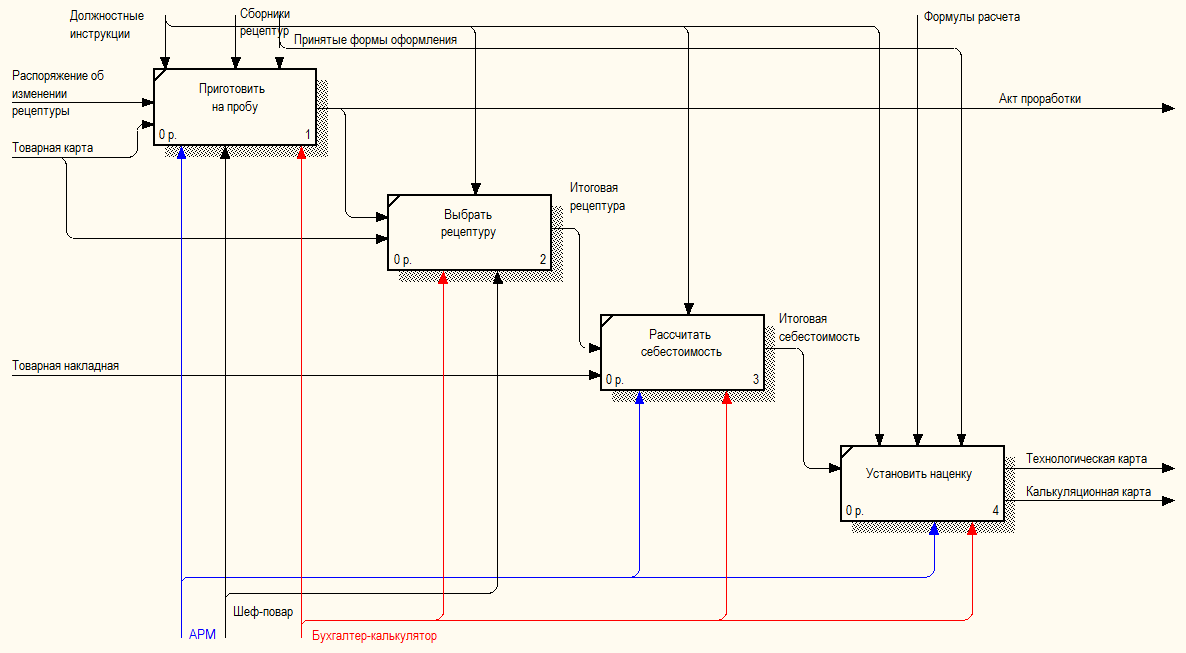 Должностные
инструкции
Сборники
рецептур
Принятые формы оформления
Формулы расчета
Распоряжение об
изменении
рецептуры
Товарная карта
Приготовить
на пробу
0 р.
1
Акт проработки
Итоговая
рецептура
Выбрать
рецептуру
0 р.
2
Товарная накладная
Рассчитать
себестоимость
0 р.
3
Итоговая
себестоимость
Установить наценку
0 р.
4
Технологическая карта
Калькуляционная карта
Шеф-повар
АРМ
Бухгалтер-калькулятор